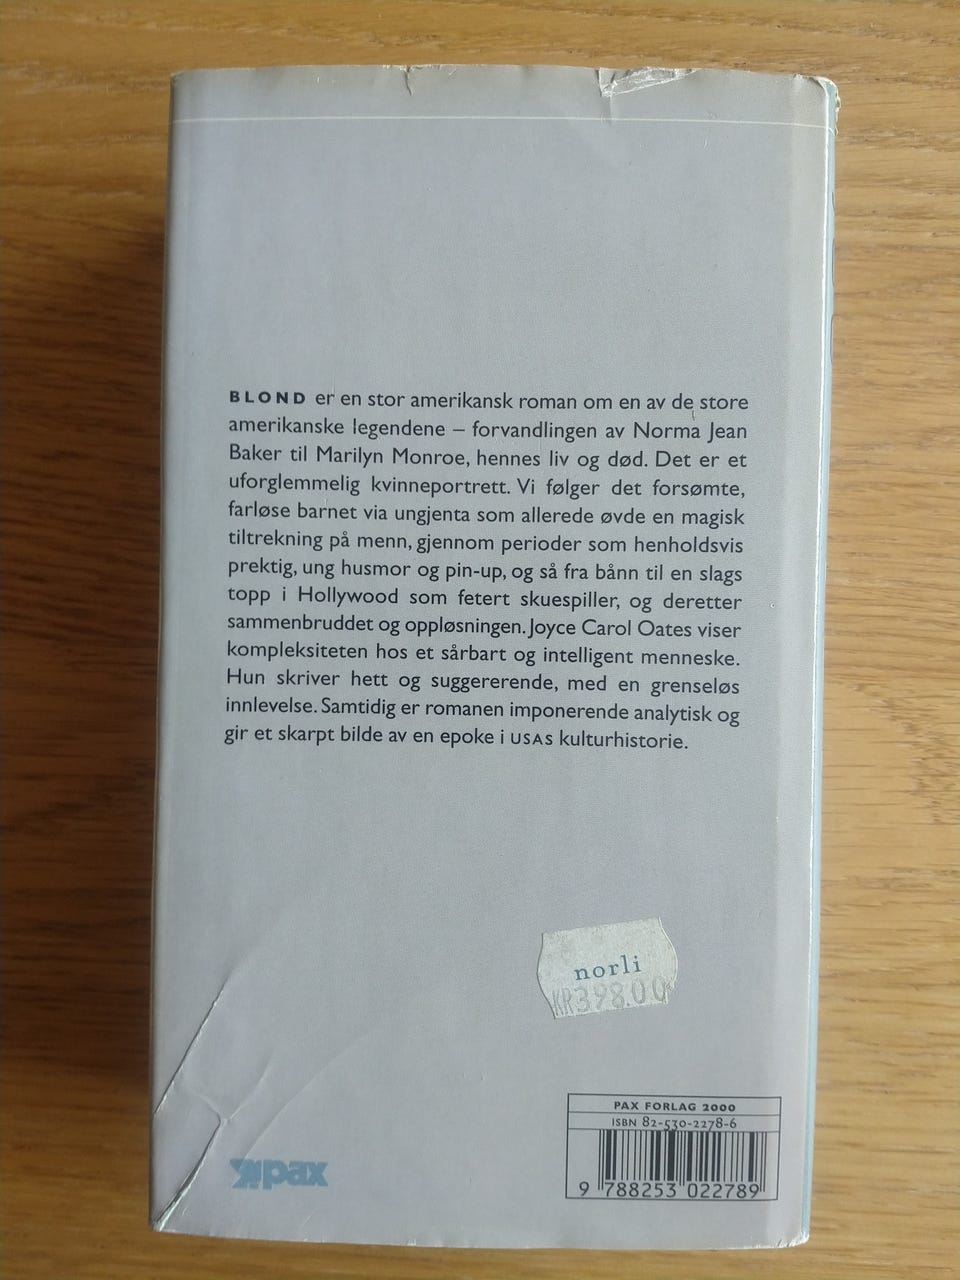 BLOND er en stor amerikansk roman om en av de store
amerikanske legendene – forvandlingen av Norma Jean
Baker til Marilyn Monroe, hennes liv og død. Det er et
uforglemmelig kvinneportrett. Vi følger det forsømte,
farløse barnet via ungjenta som allerede øvde en magisk
tiltrekning på menn, gjennom perioder som henholdsvis
prektig, ung husmor og pin-up, og så fra bånn til en slags
topp i Hollywood som fetert skuespiller, og deretter
sammenbruddet og oppløsningen. Joyce Carol Oates viser
kompleksiteten hos et sårbart og intelligent menneske.
Hun skriver hett og suggererende, med en grenseløs
innlevelse. Samtidig er romanen imponerende analytisk og
gir et skarpt bilde av en epoke i USAS kulturhistorie.
norli
KR398.00
PAX FORLAG 2000
ISBN 82-530-2278-6
9 788253 022789
pax